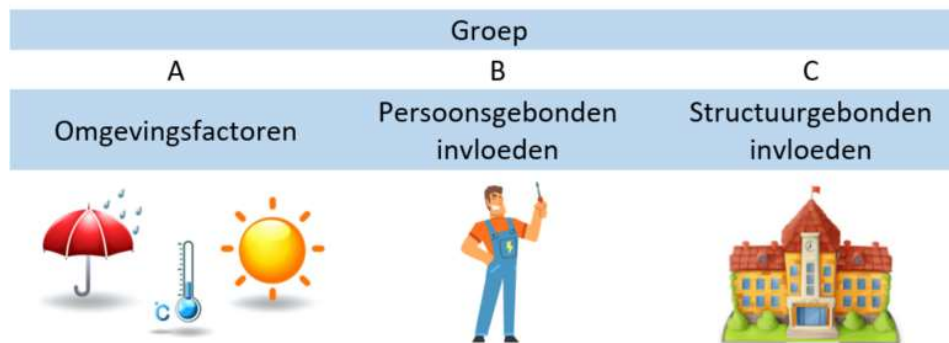 Groep
A B C
Omgevingsfactoren
Persoonsgebonden
invloeden
Structuurgebonden
invloeden
°C